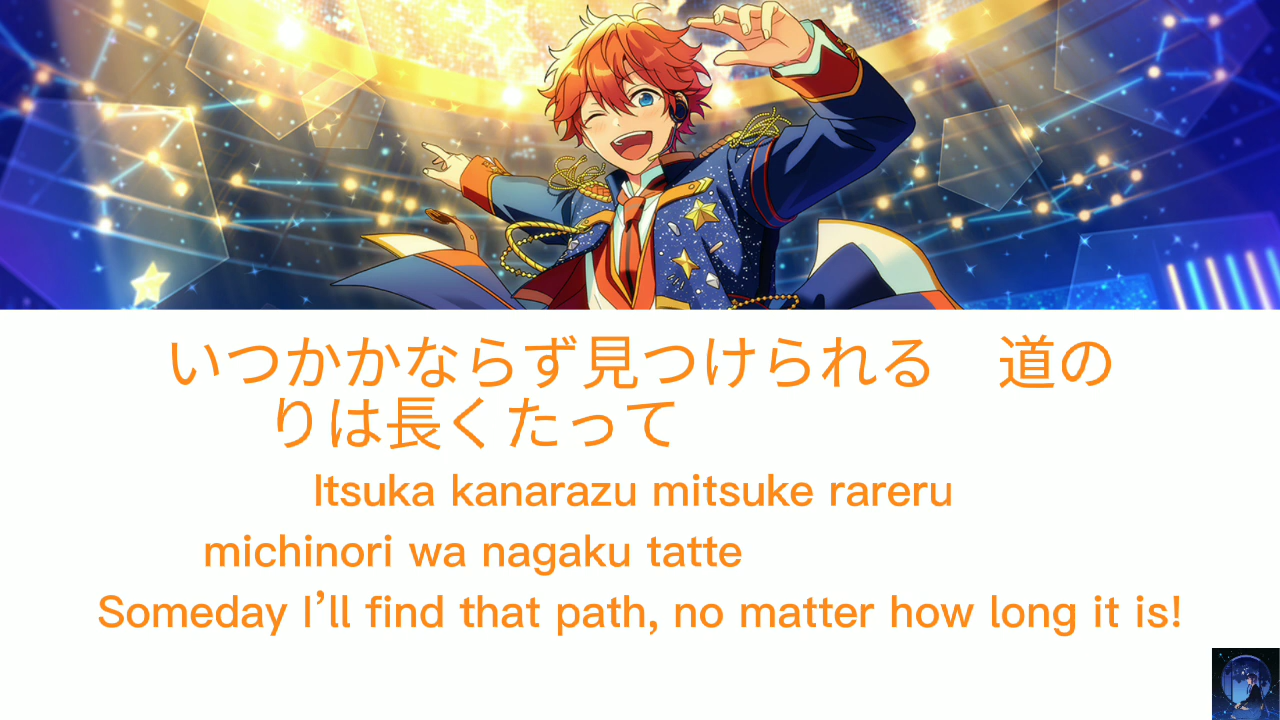 いつかかならず見つけられる　道の
りは長くたって
Itsuka kanarazu mitsuke rareru
michinori wa nagaku tatte
Someday I’ll find that path, no matter how long it is!